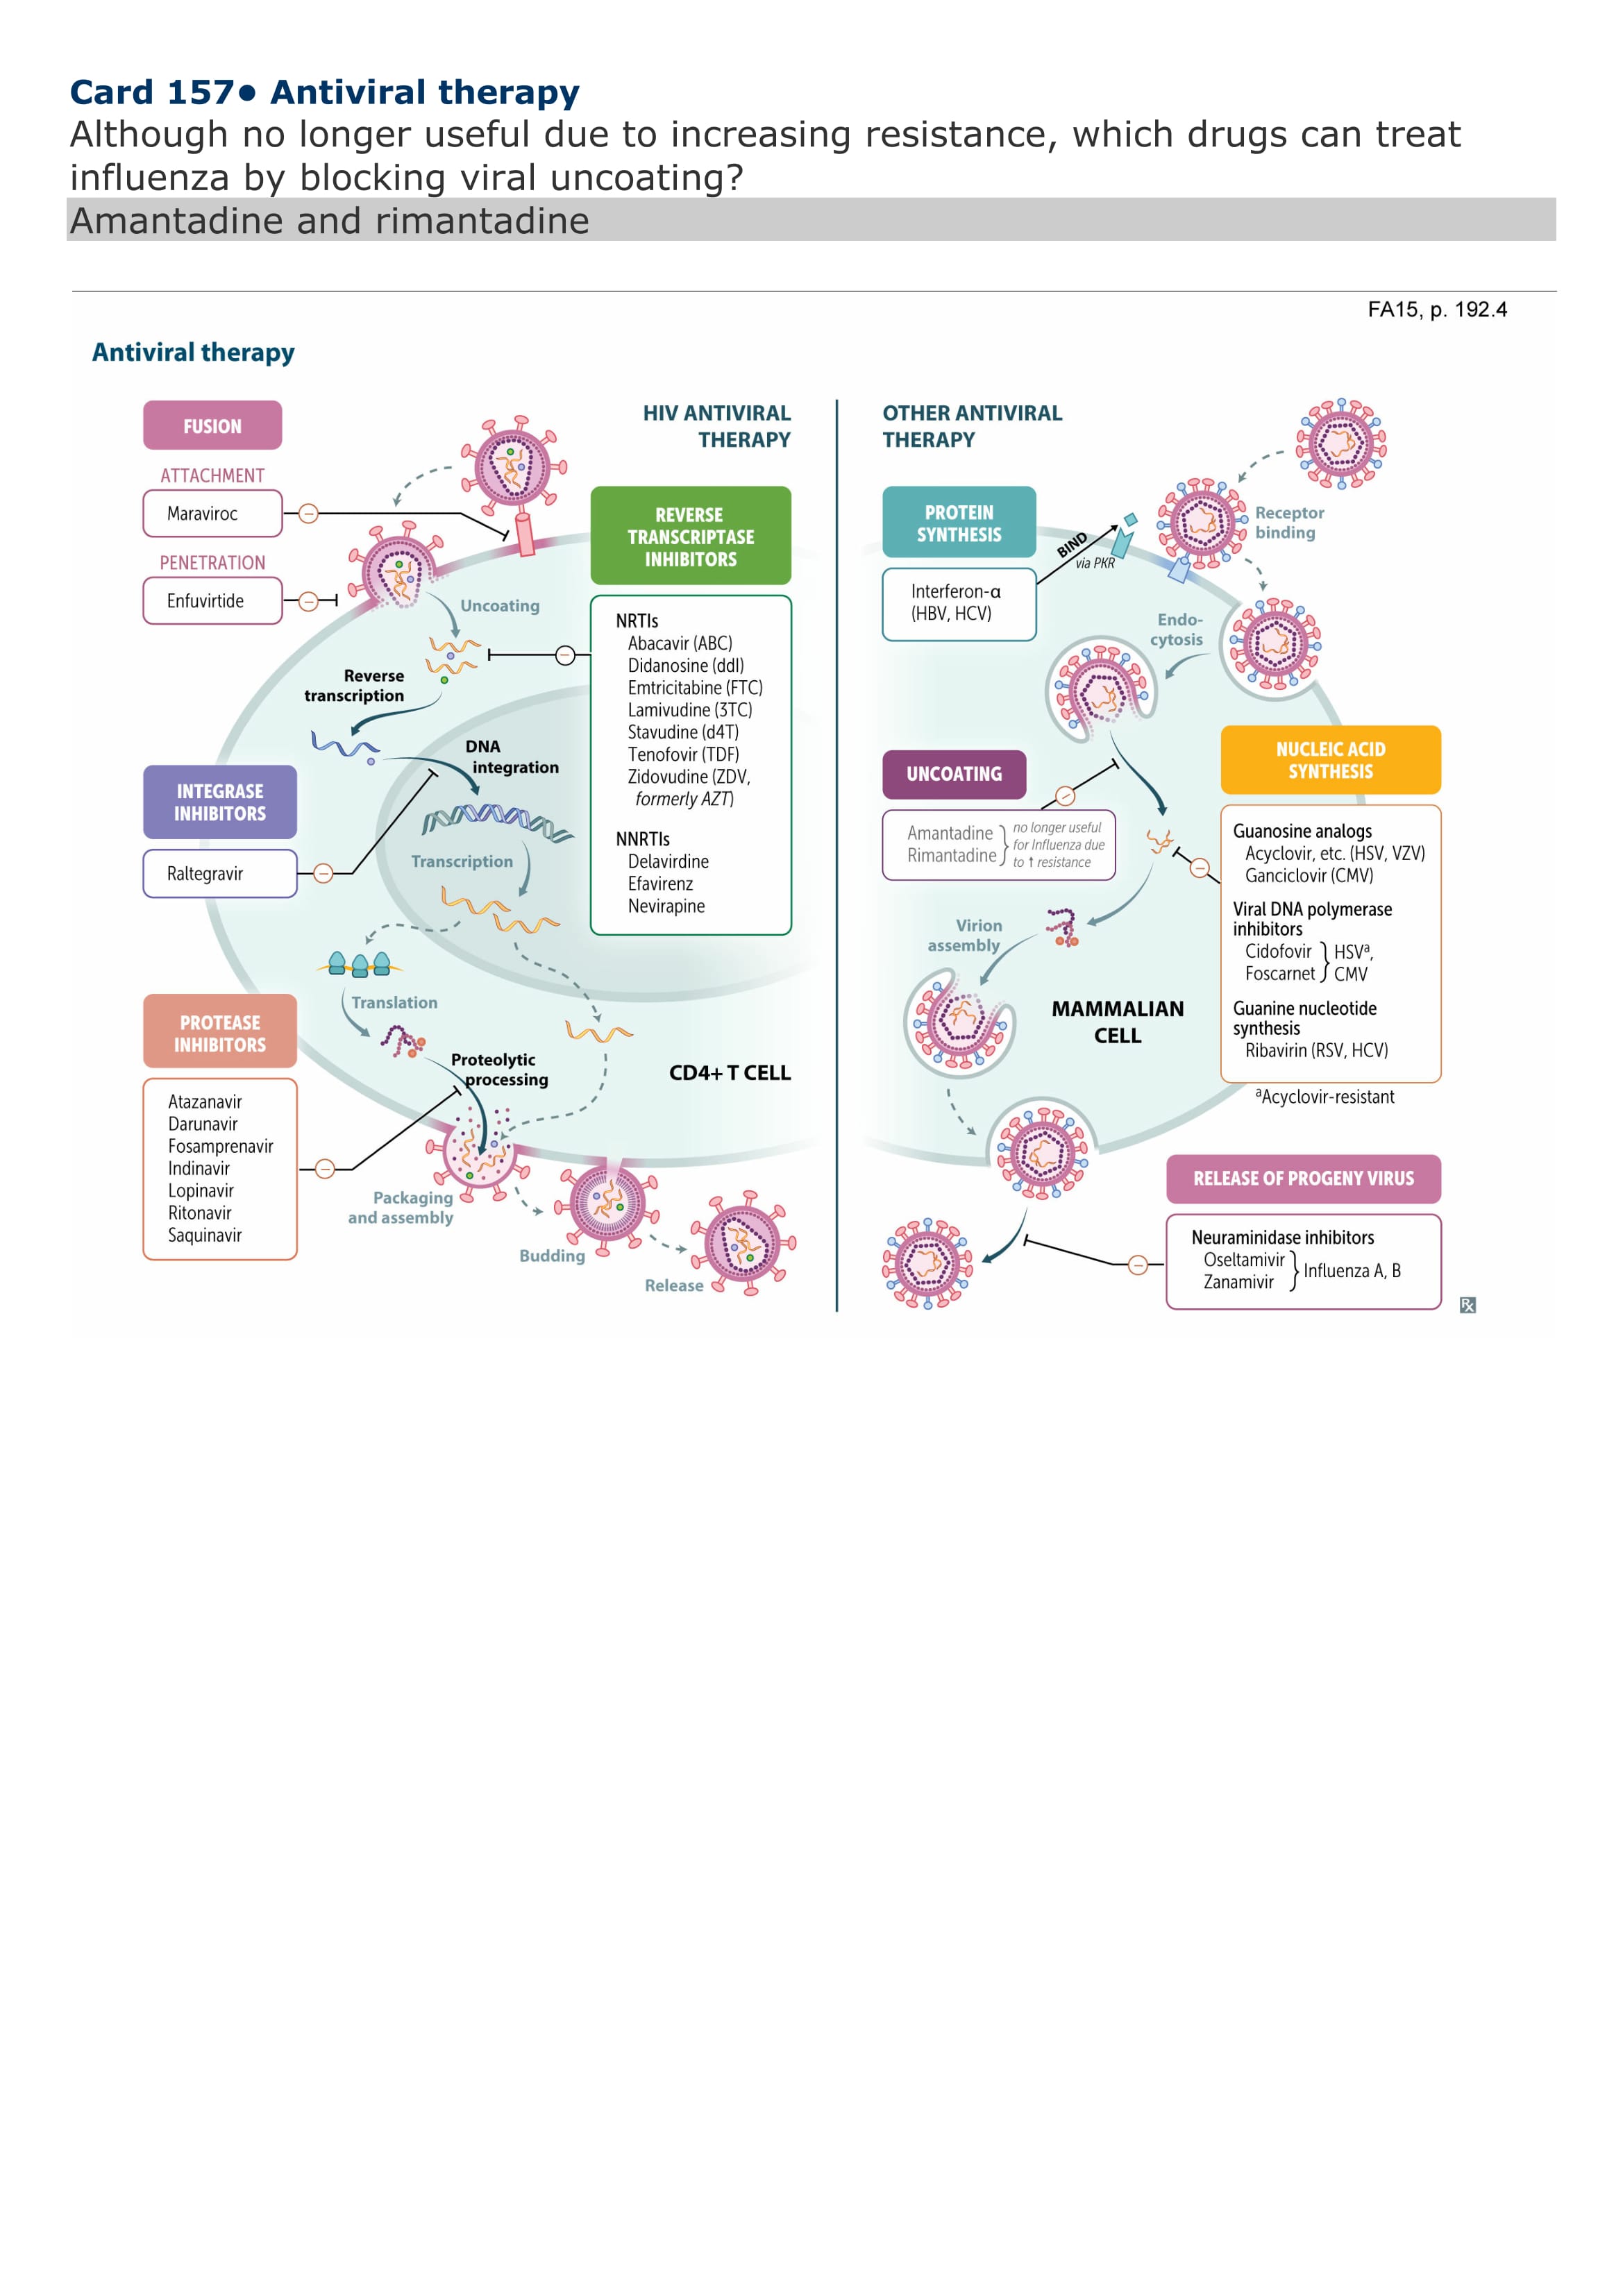 Card 157• Antiviral therapy
Although no longer useful due to increasing resistance, which drugs can treat
influenza by blocking viral uncoating?
Amantadine and rimantadine
FA15, p. 192.4
Antiviral therapy
HIV ANTIVIRAL
THERAPY
FUSION
ATTACHMENT
Maraviroc
PENETRATION
Enfuvirtide
REVERSE
TRANSCRIPTASE
INHIBITORS
NRTIs
Abacavir (ABC)
Didanosine (ddI)
Emtricitabine (FTC)
Lamivudine (3TC)
Stavudine (d4T)
Tenofovir (TDF)
Zidovudine (ZDV,
formerly AZT)
NNRTIs
Delavirdine
Efavirenz
Nevirapine
Uncoating
Reverse
transcription
DNA
integration
INTEGRASE
INHIBITORS
Raltegravir
Transcription
Translation
PROTEASE
INHIBITORS
Atazanavir
Darunavir
Fosamprenavir
Indinavir
Lopinavir
Ritonavir
Saquinavir
Proteolytic
processing
CD4+ T CELL
Packaging
and assembly
Budding
Release
OTHER ANTIVIRAL
THERAPY
PROTEIN
SYNTHESIS
Interferon-α
(HBV, HCV)
BIND
via PKR
Receptor
binding
Endo-
cytosis
UNCOATING
Amantadine
Rimantadine
no longer useful
for Influenza due
to ↑ resistance
NUCLEIC ACID
SYNTHESIS
Guanosine analogs
Acyclovir, etc. (HSV, VZV)
Ganciclovir (CMV)
Viral DNA polymerase
inhibitors
Cidofovir } HSVᵃ,
Foscarnet } CMV
Guanine nucleotide
synthesis
Ribavirin (RSV, HCV)
ᵃAcyclovir-resistant
Virion
assembly
MAMMALIAN
CELL
RELEASE OF PROGENY VIRUS
Neuraminidase inhibitors
Oseltamivir
Zanamivir
Influenza A, B
Rx